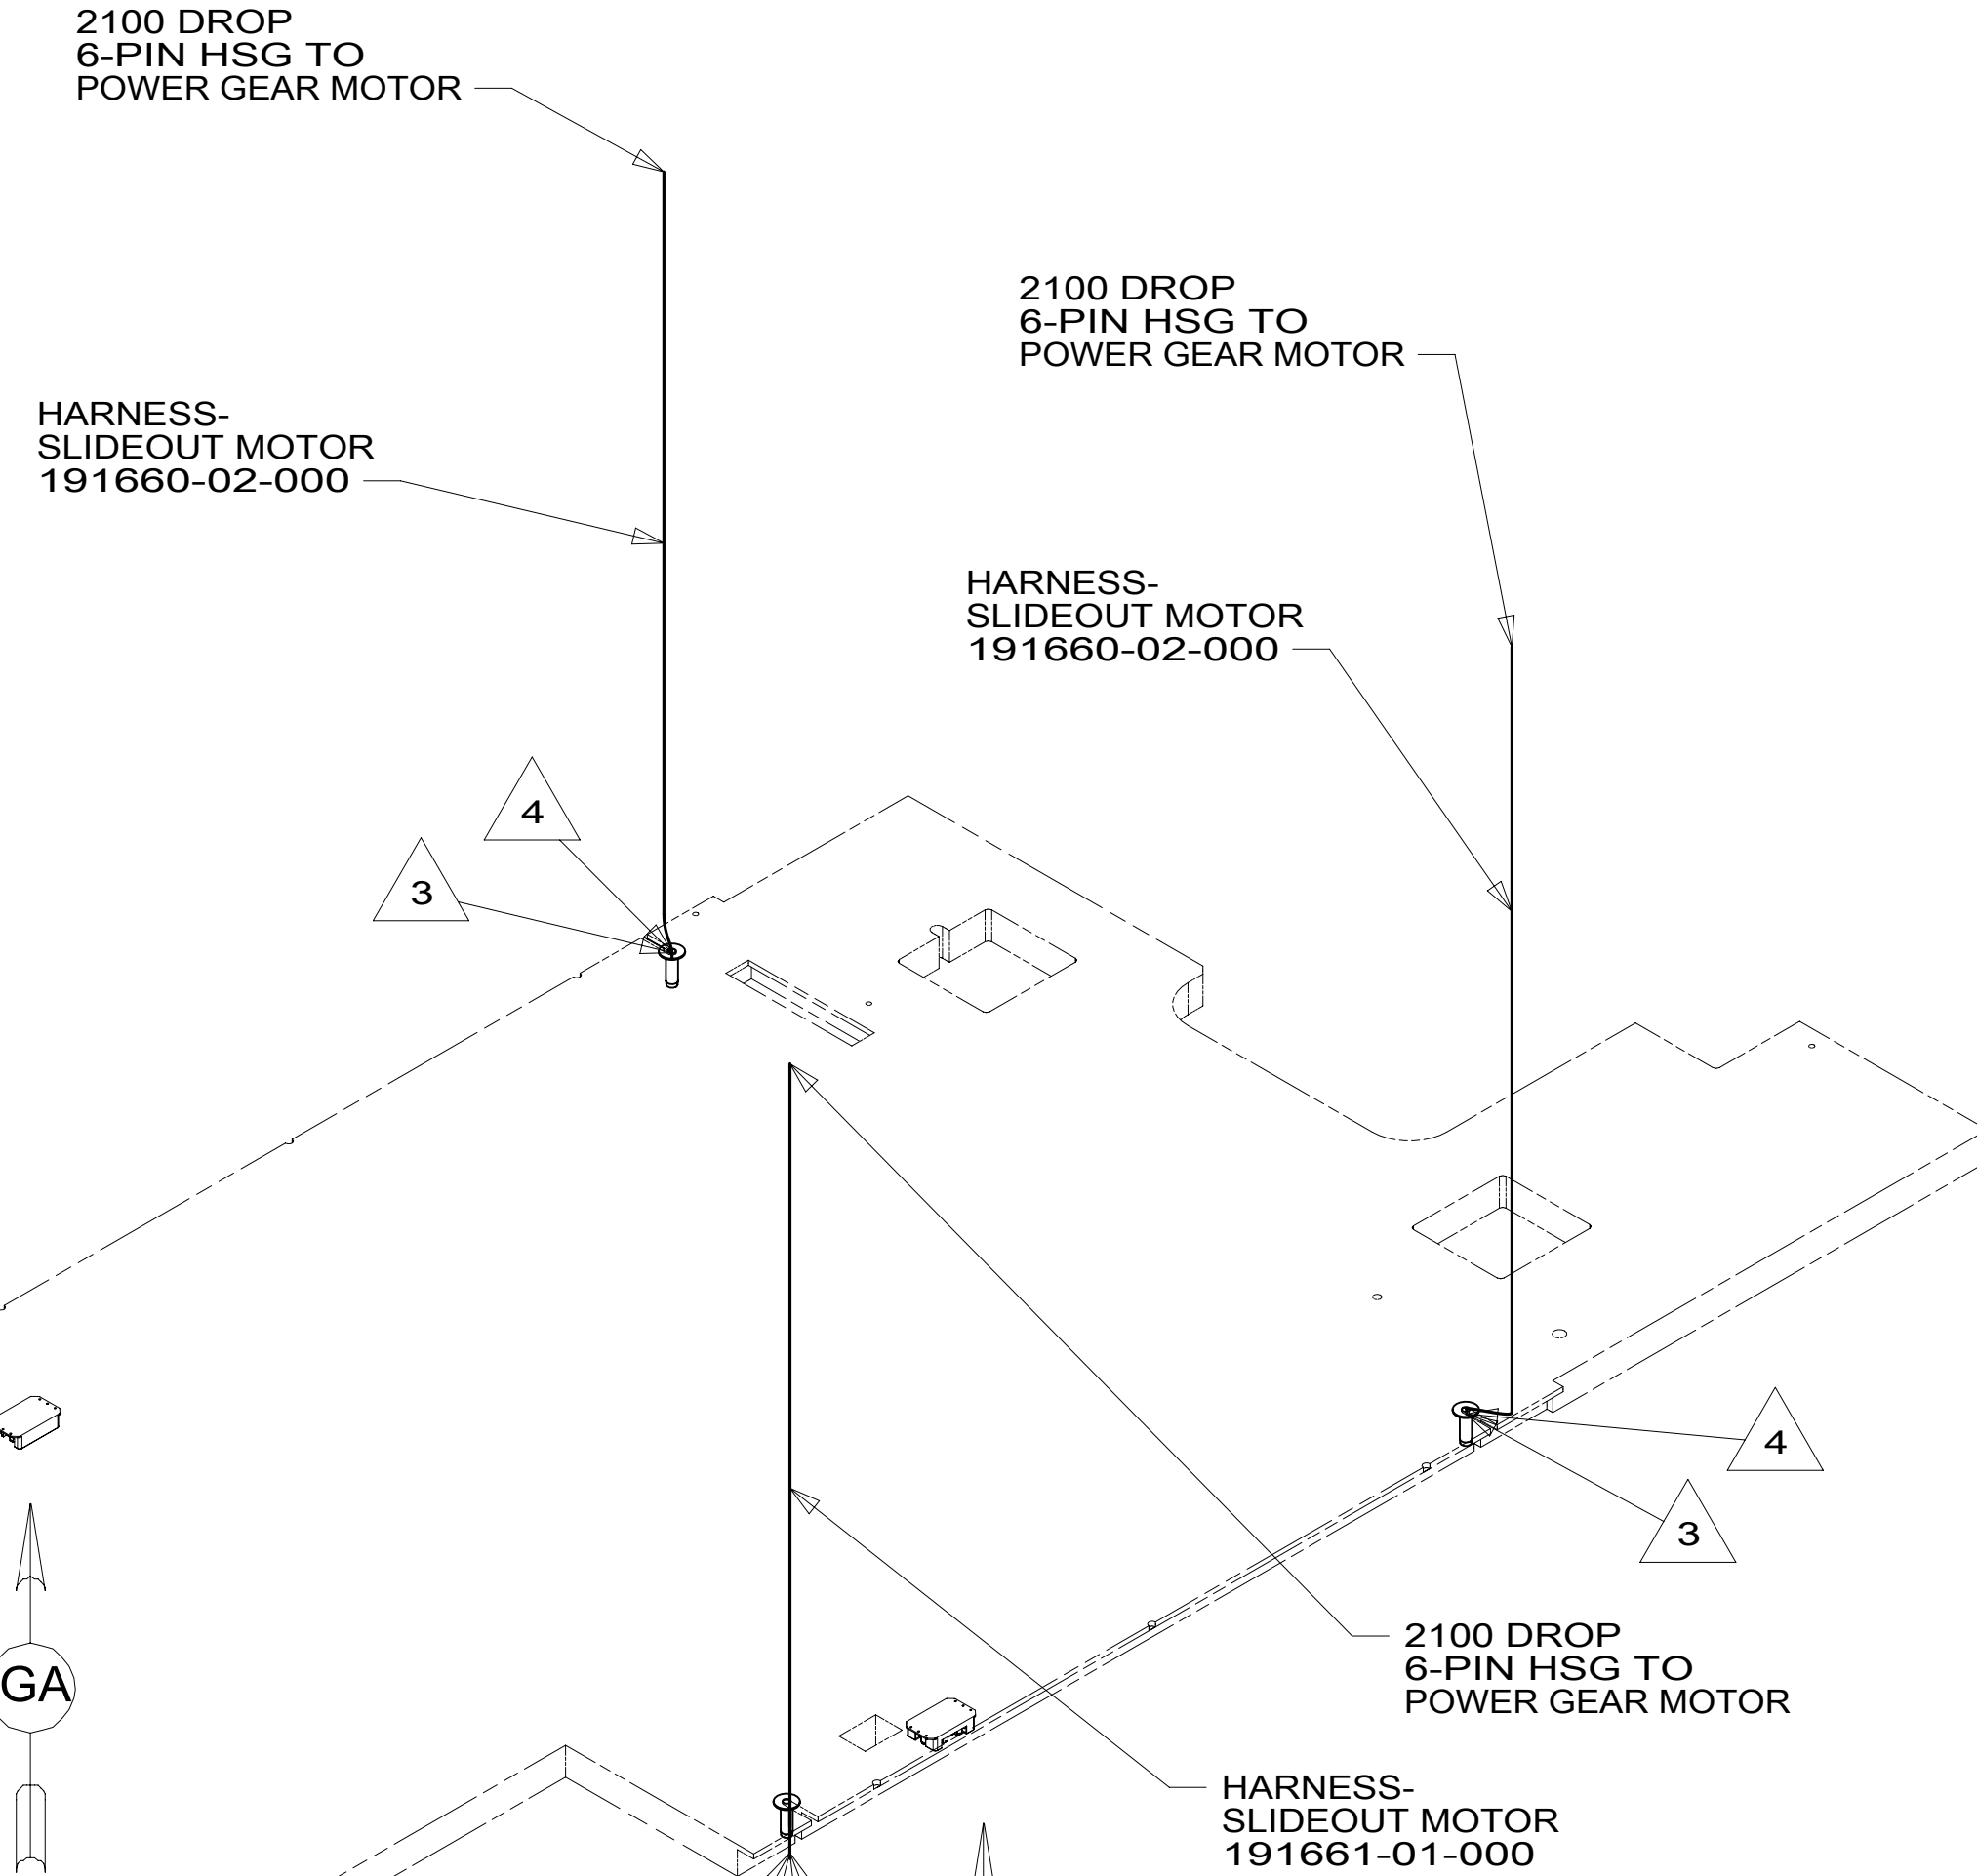 2100 DROP
6-PIN HSG TO
POWER GEAR MOTOR
2100 DROP
6-PIN HSG TO
POWER GEAR MOTOR
HARNESS-
SLIDEOUT MOTOR
191660-02-000
HARNESS-
SLIDEOUT MOTOR
191660-02-000
4
3
4
3
GA
2100 DROP
6-PIN HSG TO
POWER GEAR MOTOR
HARNESS-
SLIDEOUT MOTOR
191661-01-000